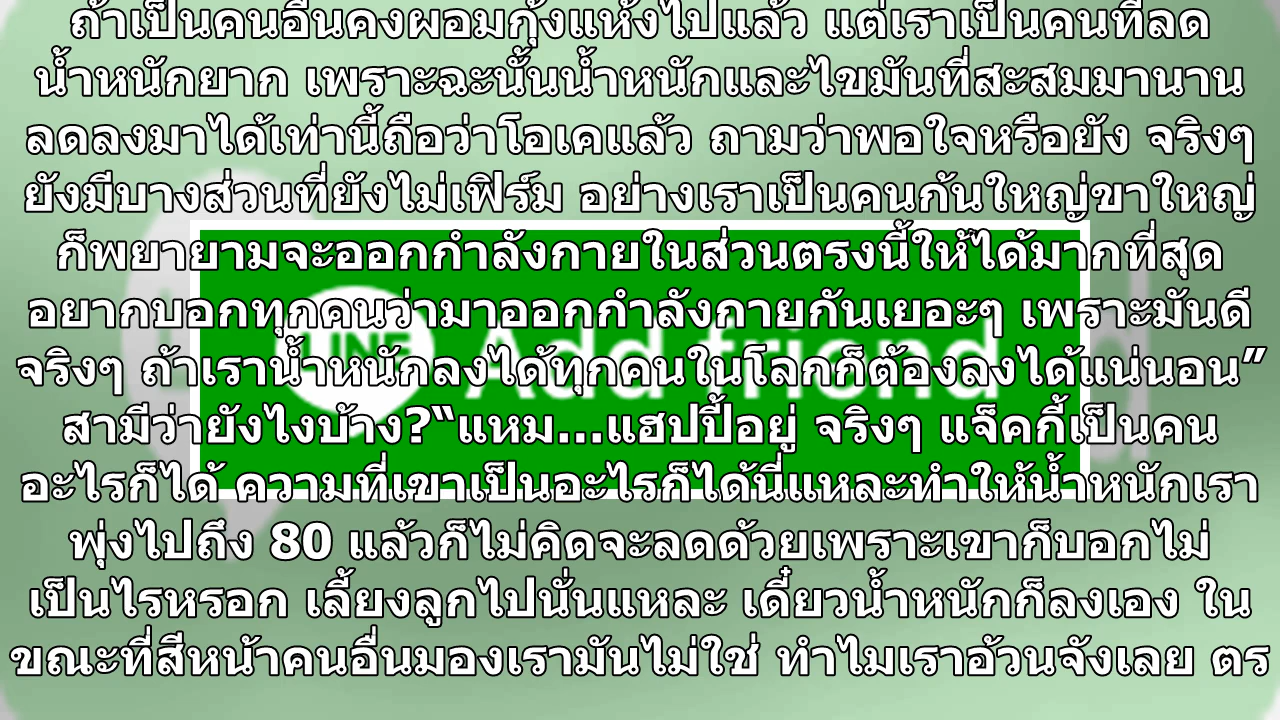 ถ้าเป็นคนอื่นคงผอมกุ้งแห้งไปแล้ว แต่เราเป็นคนที่ลด
น้ำหนักยาก เพราะฉะนั้นน้ำหนักและไขมันที่สะสมมานาน
ลดลงมาได้เท่านี้ถือว่าโอเคแล้ว ถามว่าพอใจหรือยัง จริงๆ
ยังมีบางส่วนที่ยังไม่เฟิร์ม อย่างเราเป็นคนก้นใหญ่ขาใหญ่
ก็พยายามจะออกกำลังกายในส่วนตรงนี้ให้ได้มากที่สุด
อยากบอกทุกคนว่ามาออกกำลังกายกันเยอะๆ เพราะมันดี
จริงๆ ถ้าเราน้ำหนักลงได้ทุกคนในโลกก็ต้องลงได้แน่นอน”
สามีว่ายังไงบ้าง?“แหม...แฮปปี้อยู่ จริงๆ แจ็คกี้เป็นคน
อะไรก็ได้ ความที่เขาเป็นอะไรก็ได้นี่แหละทำให้น้ำหนักเรา
พุ่งไปถึง 80 แล้วก็ไม่คิดจะลดด้วยเพราะเขาก็บอกไม่
เป็นไรหรอก เลี้ยงลูกไปนั่นแหละ เดี๋ยวน้ำหนักก็ลงเอง ใน
ขณะที่สีหน้าคนอื่นมองเรามันไม่ใช่ ทำไมเราอ้วนจังเลย ตร
LINE Add friend